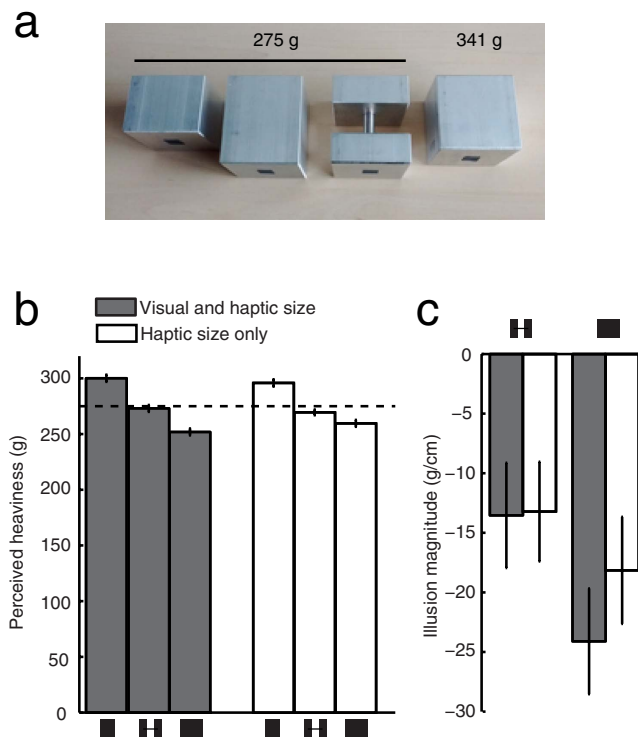 a
275 g
341 g
b
Visual and haptic size
Haptic size only
Perceived heaviness (g)
300
250
200
150
100
50
0
c
Illusion magnitude (g/cm)
0
−5
−10
−15
−20
−25
−30